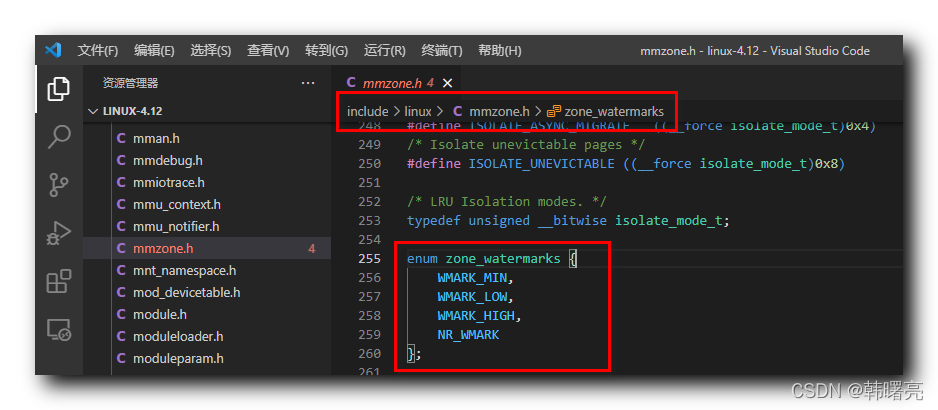 文件(F) 编辑(E) 选择(S) 查看(V) 转到(G) 运行(R) 终端(T) 帮助(H) mmzone.h - linux-4.12 - Visual Studio Code
资源管理器 ···
LINUX-4.12
C mman.h
C mmdebug.h
C mmiotrace.h
C mmu_context.h
C mmu_notifier.h
C mmzone.h 4
C mnt_namespace.h
C mod_devicetable.h
C module.h
C moduleloader.h
C moduleparam.h
C mmzone.h 4 ×
include > linux > C mmzone.h > zone_watermarks
248 #define ISOLATE_ASYNC_MIGRATE ((__force isolate_mode_t)0x4)
249 /* Isolate unevictable pages */
250 #define ISOLATE_UNEVICTABLE ((__force isolate_mode_t)0x8)
251
252 /* LRU Isolation modes. */
253 typedef unsigned __bitwise isolate_mode_t;
254
255 enum zone_watermarks {
256 WMARK_MIN,
257 WMARK_LOW,
258 WMARK_HIGH,
259 NR_WMARK
260 };
261
CSDN @韩曙亮